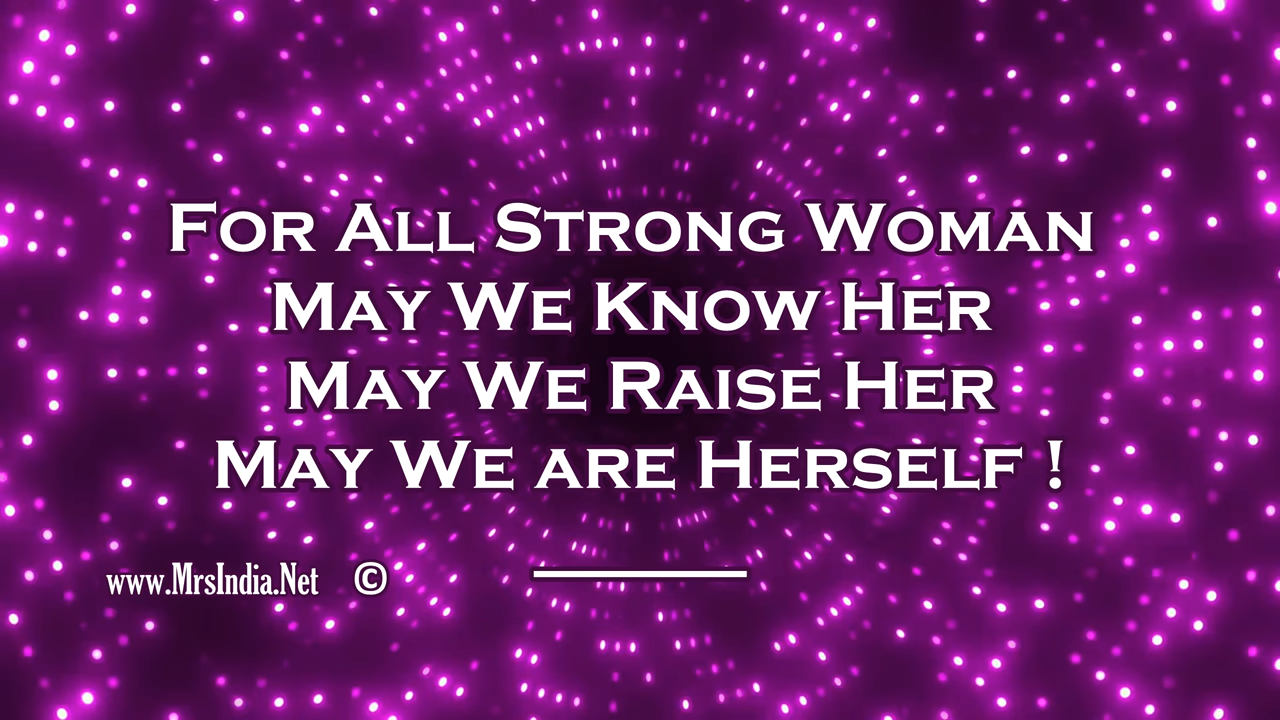 For All Strong Woman
May We Know Her
May We Raise Her
May We are Herself !
www.MrsIndia.Net ©